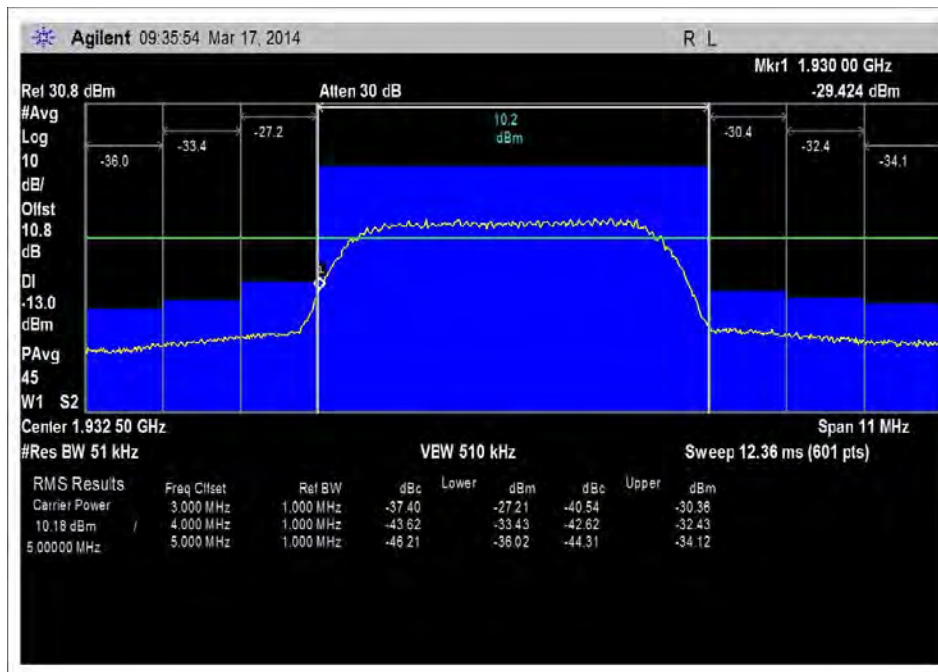 Agilent 09:35:54 Mar 17, 2014 R L
Mkr1 1.930 00 GHz
Ref 30.8 dBm Atten 30 dB -29.424 dBm
#Avg
Log
10
dB/
Offst
10.8
dB
DI
-13.0
dBm
PAvg
45
W1 S2
10.2
dBm
-36.0 -33.4 -27.2 -30.4 -32.4 -34.1
1
Center 1.932 50 GHz Span 11 MHz
#Res BW 51 kHz VBW 510 kHz Sweep 12.36 ms (601 pts)
RMS Results Freq Offset Ref BW dBc Lower dBm dBc Upper dBm
Carrier Power 3.000 MHz 1.000 MHz -37.40 -27.21 -40.54 -30.36
10.18 dBm / 4.000 MHz 1.000 MHz -43.62 -33.43 -42.62 -32.43
5.00000 MHz 5.000 MHz 1.000 MHz -46.21 -36.02 -44.31 -34.12